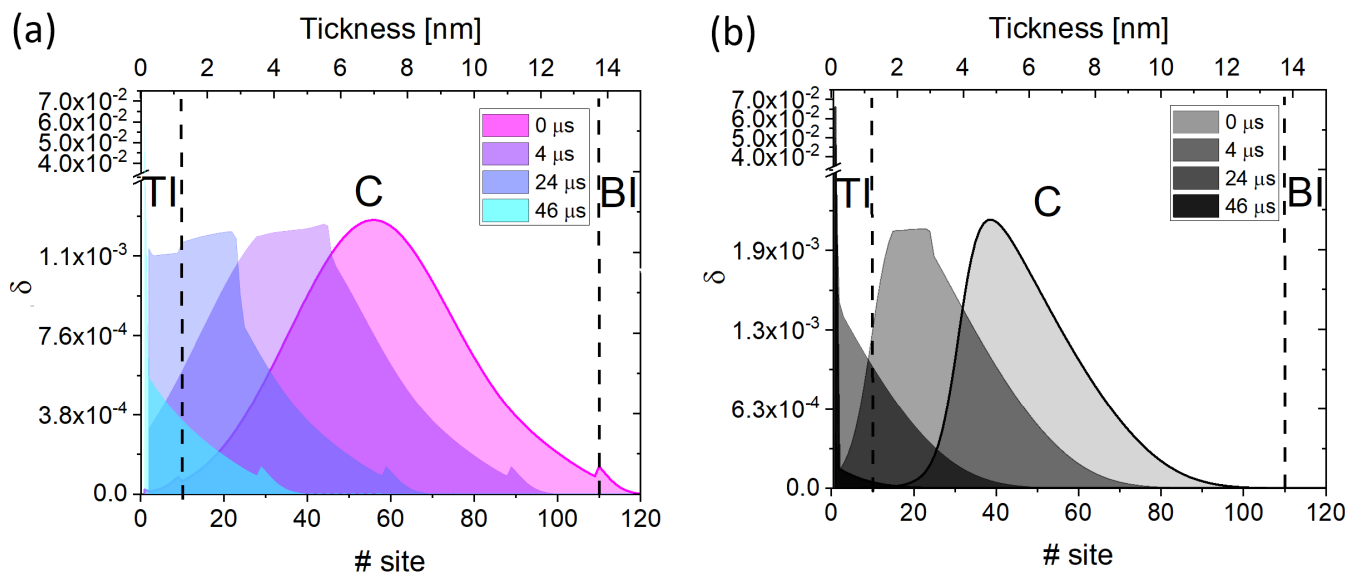 (a)
Tickness [nm]
0 2 4 6 8 10 12 14
7.0x10⁻²
6.0x10⁻²
5.0x10⁻²
4.0x10⁻²
0 μs
4 μs
24 μs
46 μs
TI C BI
1.1x10⁻³
7.6x10⁻⁴
3.8x10⁻⁴
0.0
δ
0 20 40 60 80 100 120
# site
(b)
Tickness [nm]
0 2 4 6 8 10 12 14
7.0x10⁻²
6.0x10⁻²
5.0x10⁻²
4.0x10⁻²
0 μs
4 μs
24 μs
46 μs
TI C BI
1.9x10⁻³
1.3x10⁻³
6.3x10⁻⁴
0.0
δ
0 20 40 60 80 100 120
# site